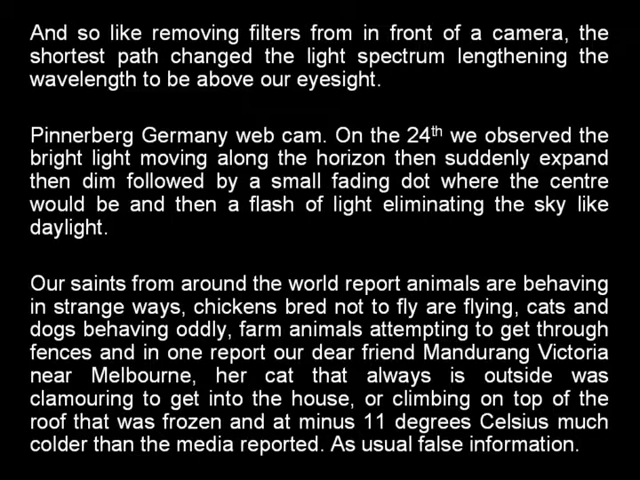 And so like removing filters from in front of a camera, the
shortest path changed the light spectrum lengthening the
wavelength to be above our eyesight.
Pinnerberg Germany web cam. On the 24th we observed the
bright light moving along the horizon then suddenly expand
then dim followed by a small fading dot where the centre
would be and then a flash of light eliminating the sky like
daylight.
Our saints from around the world report animals are behaving
in strange ways, chickens bred not to fly are flying, cats and
dogs behaving oddly, farm animals attempting to get through
fences and in one report our dear friend Mandurang Victoria
near Melbourne, her cat that always is outside was
clamouring to get into the house, or climbing on top of the
roof that was frozen and at minus 11 degrees Celsius much
colder than the media reported. As usual false information.